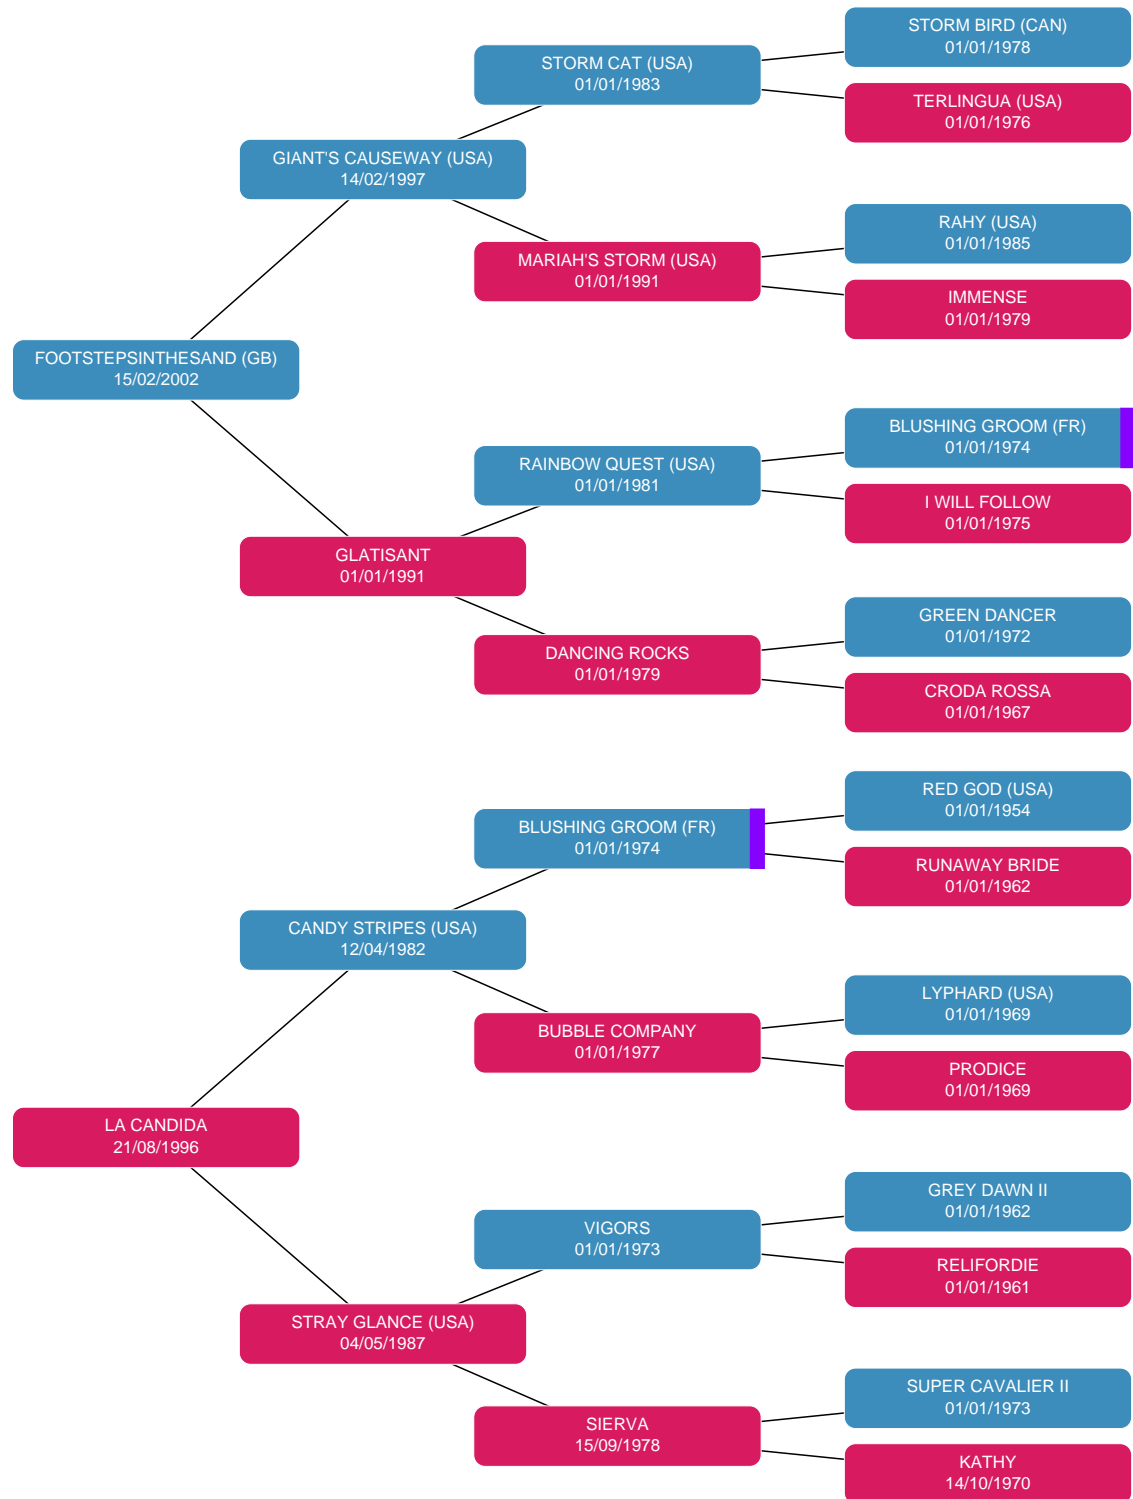 STORM BIRD (CAN)
01/01/1978
STORM CAT (USA)
01/01/1983
TERLINGUA (USA)
01/01/1976
GIANT'S CAUSEWAY (USA)
14/02/1997
RAHY (USA)
01/01/1985
MARIAH'S STORM (USA)
01/01/1991
IMMENSE
01/01/1979
FOOTSTEPSINTHESAND (GB)
15/02/2002
BLUSHING GROOM (FR)
01/01/1974
RAINBOW QUEST (USA)
01/01/1981
I WILL FOLLOW
01/01/1975
GLATISANT
01/01/1991
GREEN DANCER
01/01/1972
DANCING ROCKS
01/01/1979
CRODA ROSSA
01/01/1967
RED GOD (USA)
01/01/1954
BLUSHING GROOM (FR)
01/01/1974
RUNAWAY BRIDE
01/01/1962
CANDY STRIPES (USA)
12/04/1982
LYPHARD (USA)
01/01/1969
BUBBLE COMPANY
01/01/1977
PRODICE
01/01/1969
LA CANDIDA
21/08/1996
GREY DAWN II
01/01/1962
VIGORS
01/01/1973
RELIFORDIE
01/01/1961
STRAY GLANCE (USA)
04/05/1987
SUPER CAVALIER II
01/01/1973
SIERVA
15/09/1978
KATHY
14/10/1970